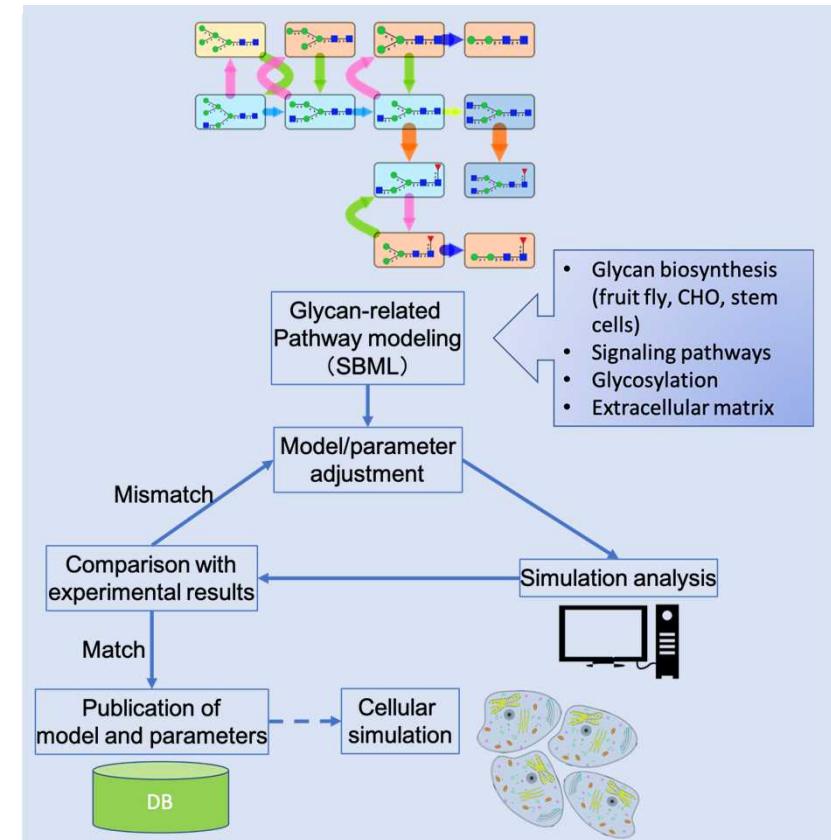 Glycan-related
Pathway modeling
（SBML）
• Glycan biosynthesis
(fruit fly, CHO, stem
cells)
• Signaling pathways
• Glycosylation
• Extracellular matrix
Model/parameter
adjustment
Mismatch
Comparison with
experimental results
Simulation analysis
Match
Publication of
model and parameters
Cellular
simulation
DB